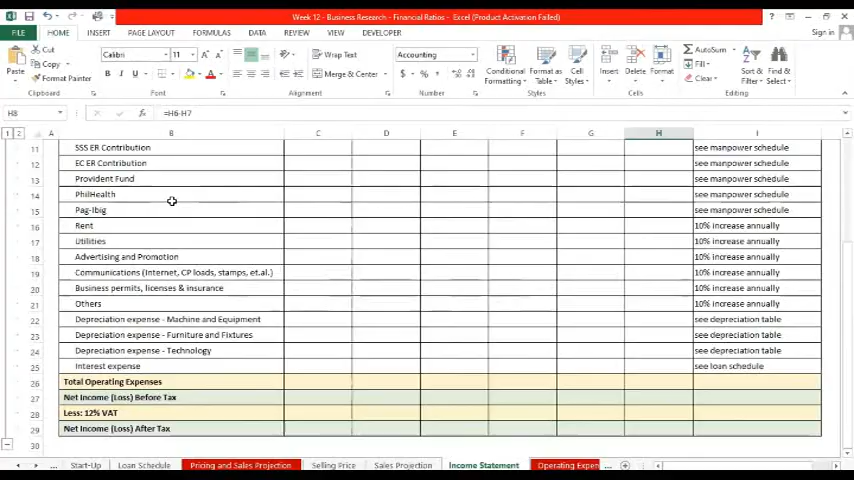 Week 12 - Business Research - Financial Ratios - Excel (Product Activation Failed)
Sign in
FILE HOME INSERT PAGE LAYOUT FORMULAS DATA REVIEW VIEW DEVELOPER
Paste
Cut
Copy
Format Painter
Clipboard
Calibri 11
B I U
Font
Wrap Text
Merge & Center
Alignment
Accounting
$ % ,
Number
Conditional Formatting
Format as Table
Cell Styles
Styles
Insert
Delete
Format
Cells
AutoSum
Fill
Clear
Sort & Filter
Find & Select
Editing
H8 fx =H6-H7
1 2 A B C D E F G H I
11 SSS ER Contribution see manpower schedule
12 EC ER Contribution see manpower schedule
13 Provident Fund see manpower schedule
14 PhilHealth see manpower schedule
15 Pag-Ibig see manpower schedule
16 Rent 10% increase annually
17 Utilities 10% increase annually
18 Advertising and Promotion 10% increase annually
19 Communications (Internet, CP loads, stamps, et.al.) 10% increase annually
20 Business permits, licenses & insurance 10% increase annually
21 Others 10% increase annually
22 Depreciation expense - Machine and Equipment see depreciation table
23 Depreciation expense - Furniture and Fixtures see depreciation table
24 Depreciation expense - Technology see depreciation table
25 Interest expense see loan schedule
26 Total Operating Expenses
27 Net Income (Loss) Before Tax
28 Less: 12% VAT
29 Net Income (Loss) After Tax
30
... Start-Up Loan Schedule Pricing and Sales Projection Selling Price Sales Projection Income Statement Operating Expen ...